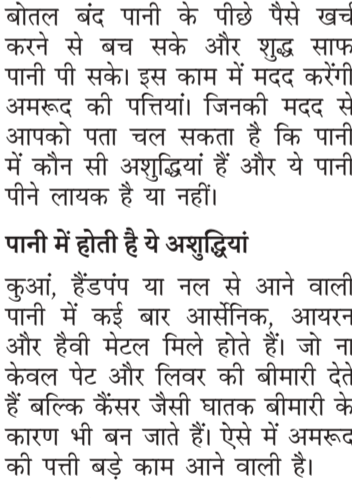 बोतल बंद पानी के पीछे पैसे खर्च
करने से बच सके और शुद्ध साफ
पानी पी सके। इस काम में मदद करेंगी
अमरूद की पत्तियां। जिनकी मदद से
आपको पता चल सकता है कि पानी
में कौन सी अशुद्धियां हैं और ये पानी
पीने लायक है या नहीं।
पानी में होती है ये अशुद्धियां
कुआं, हैंडपंप या नल से आने वाली
पानी में कई बार आर्सेनिक, आयरन
और हैवी मेटल मिले होते हैं। जो ना
केवल पेट और लिवर की बीमारी देते
हैं बल्कि कैंसर जैसी घातक बीमारी के
कारण भी बन जाते हैं। ऐसे में अमरूद
की पत्ती बड़े काम आने वाली है।